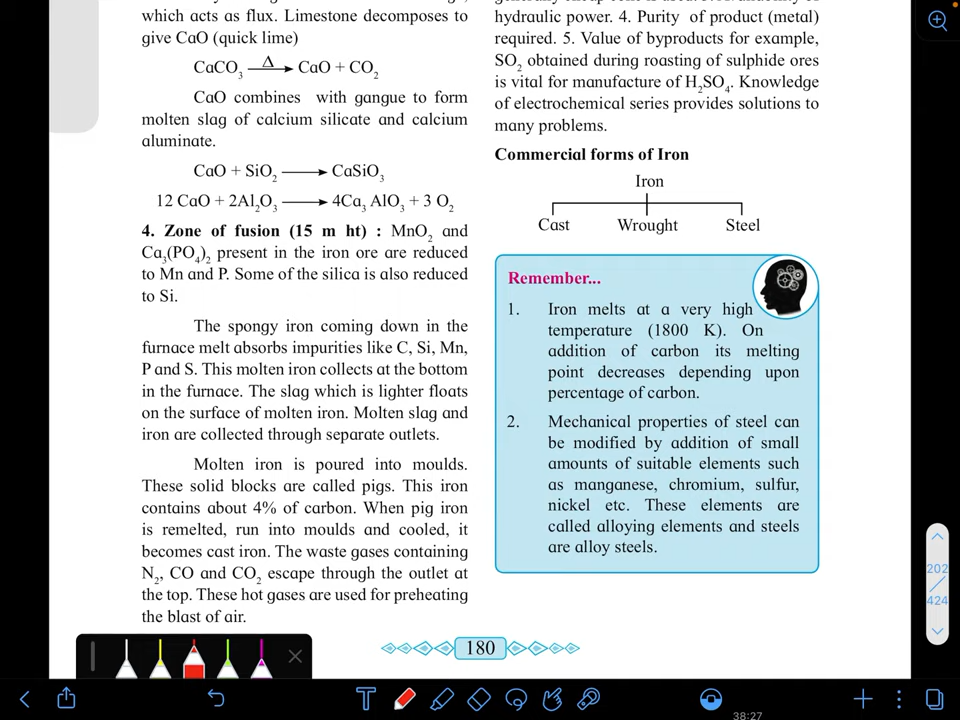 which acts as flux. Limestone decomposes to
give CaO (quick lime)
CaCO₃ —Δ→ CaO + CO₂
CaO combines with gangue to form
molten slag of calcium silicate and calcium
aluminate.
CaO + SiO₂ ⟶ CaSiO₃
12 CaO + 2Al₂O₃ ⟶ 4Ca₃ AlO₃ + 3 O₂
4. Zone of fusion (15 m ht) : MnO₂ and
Ca₃(PO₄)₂ present in the iron ore are reduced
to Mn and P. Some of the silica is also reduced
to Si.
The spongy iron coming down in the
furnace melt absorbs impurities like C, Si, Mn,
P and S. This molten iron collects at the bottom
in the furnace. The slag which is lighter floats
on the surface of molten iron. Molten slag and
iron are collected through separate outlets.
Molten iron is poured into moulds.
These solid blocks are called pigs. This iron
contains about 4% of carbon. When pig iron
is remelted, run into moulds and cooled, it
becomes cast iron. The waste gases containing
N₂, CO and CO₂ escape through the outlet at
the top. These hot gases are used for preheating
the blast of air.
hydraulic power. 4. Purity of product (metal)
required. 5. Value of byproducts for example,
SO₂ obtained during roasting of sulphide ores
is vital for manufacture of H₂SO₄. Knowledge
of electrochemical series provides solutions to
many problems.
Commercial forms of Iron
Iron
Cast Wrought Steel
Remember...
1. Iron melts at a very high
temperature (1800 K). On
addition of carbon its melting
point decreases depending upon
percentage of carbon.
2. Mechanical properties of steel can
be modified by addition of small
amounts of suitable elements such
as manganese, chromium, sulfur,
nickel etc. These elements are
called alloying elements and steels
are alloy steels.
180
202
424
38:27